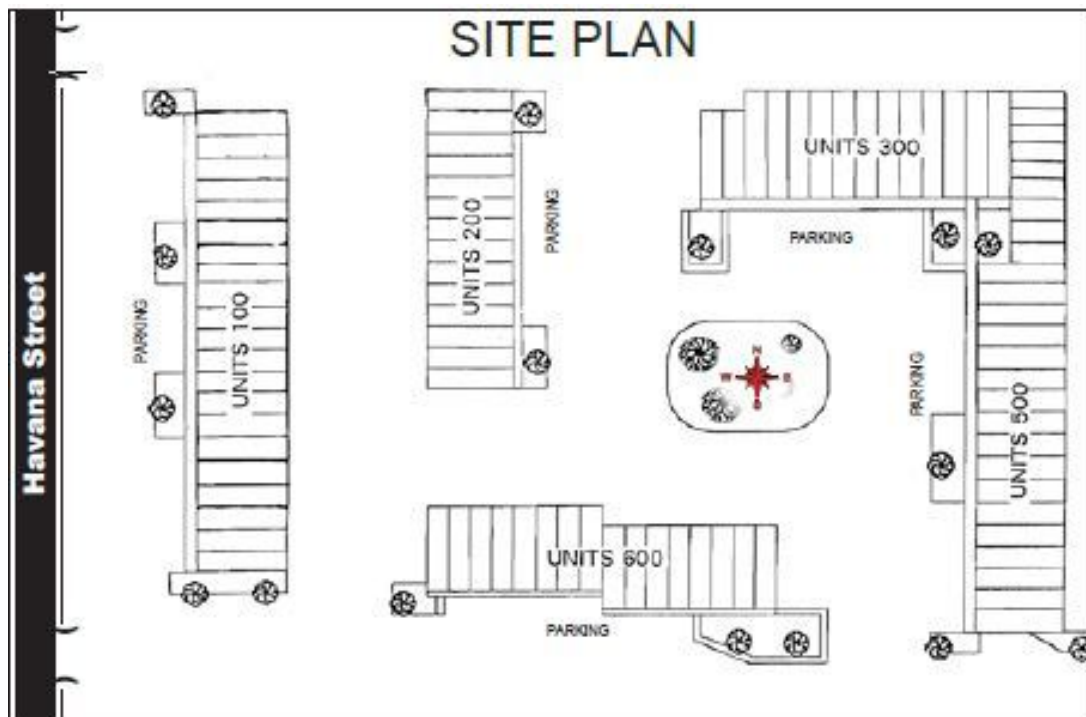 SITE PLAN
Havana Street
UNITS 100
PARKING
UNITS 200
PARKING
UNITS 300
PARKING
N
S
UNITS 500
PARKING
UNITS 600
PARKING